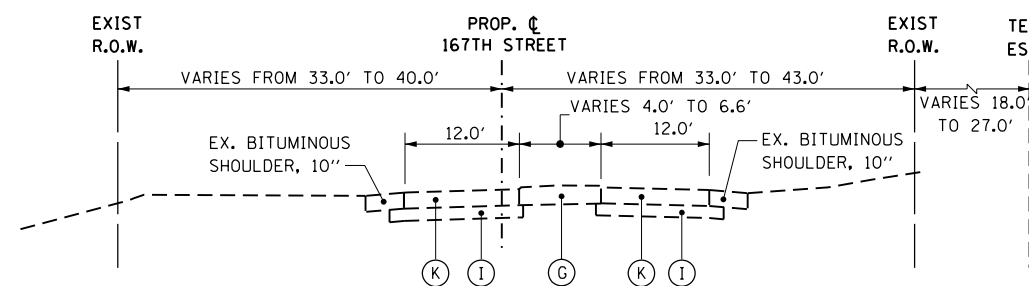 EXIST
R.O.W.
PROP. ℄
167TH STREET
EXIST
R.O.W.
TE
ES
VARIES FROM 33.0' TO 40.0'
VARIES FROM 33.0' TO 43.0'
VARIES 18.0'
TO 27.0'
VARIES 4.0' TO 6.6'
12.0'
12.0'
EX. BITUMINOUS
SHOULDER, 10''
EX. BITUMINOUS
SHOULDER, 10''
K
I
G
K
I